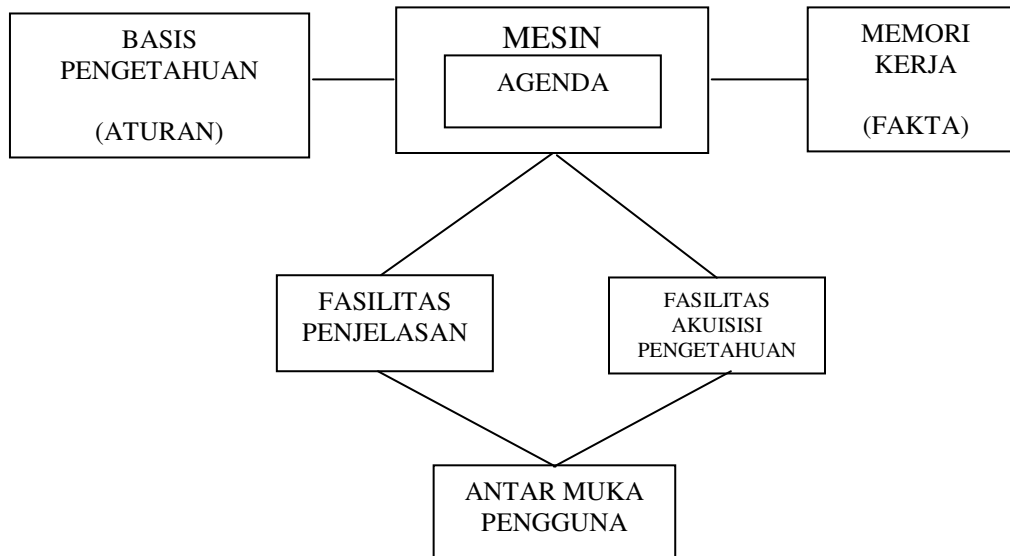 BASIS
PENGETAHUAN
(ATURAN)
MESIN
AGENDA
MEMORI
KERJA
(FAKTA)
FASILITAS
PENJELASAN
FASILITAS
AKUISISI
PENGETAHUAN
ANTAR MUKA
PENGGUNA